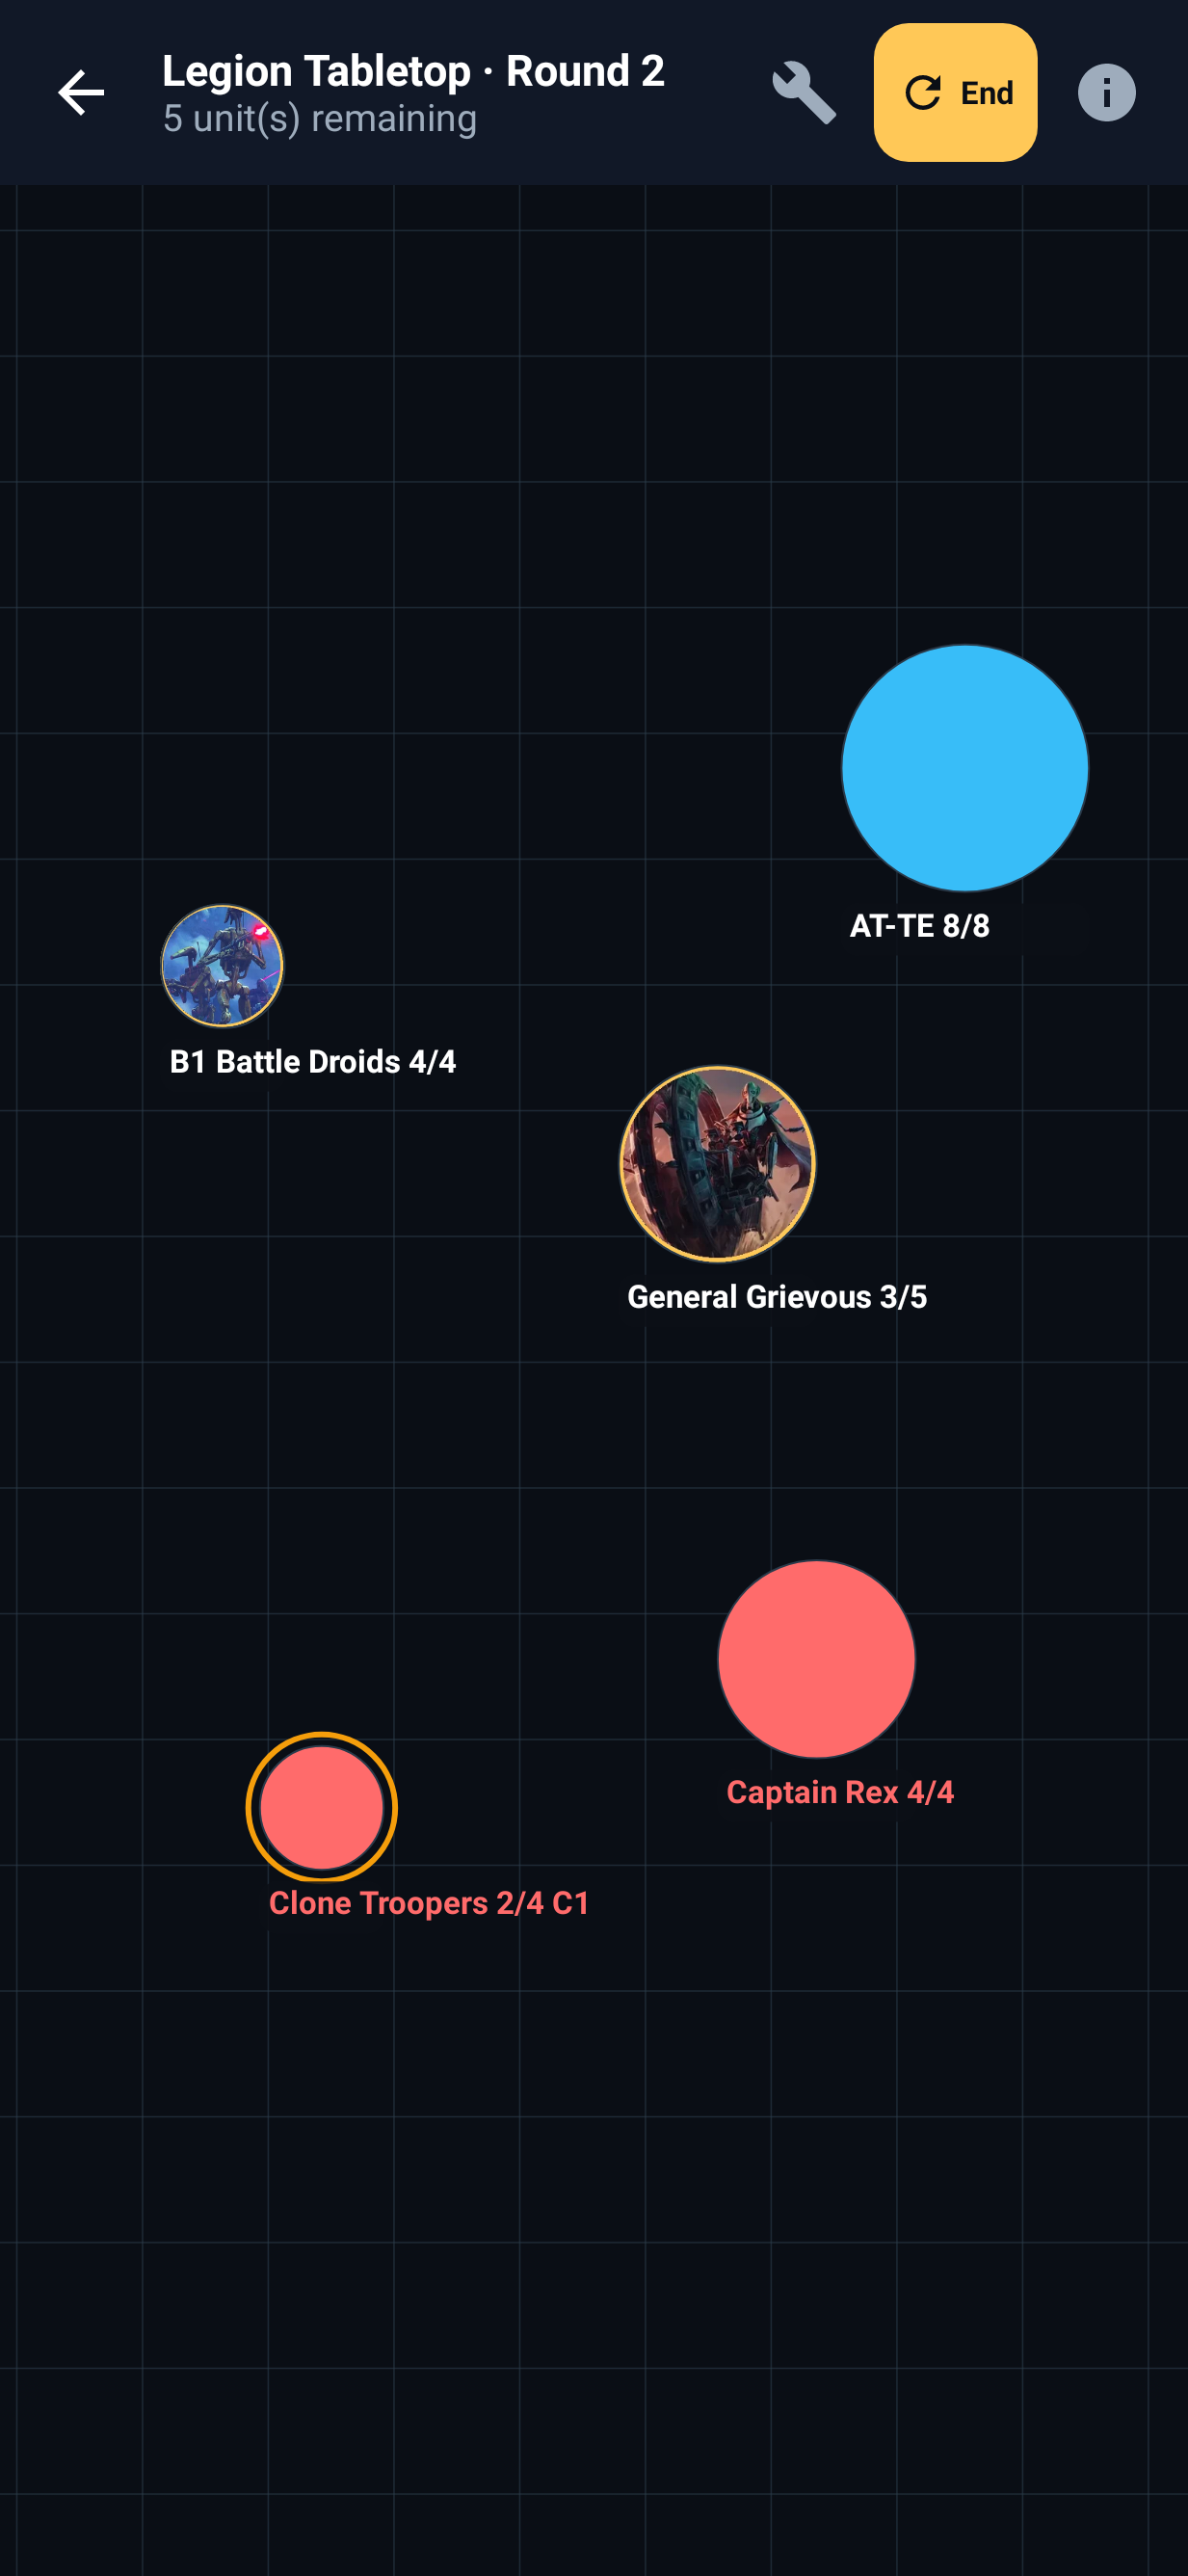 Legion Tabletop · Round 2
5 unit(s) remaining
End
AT-TE 8/8
B1 Battle Droids 4/4
General Grievous 3/5
Captain Rex 4/4
Clone Troopers 2/4 C1